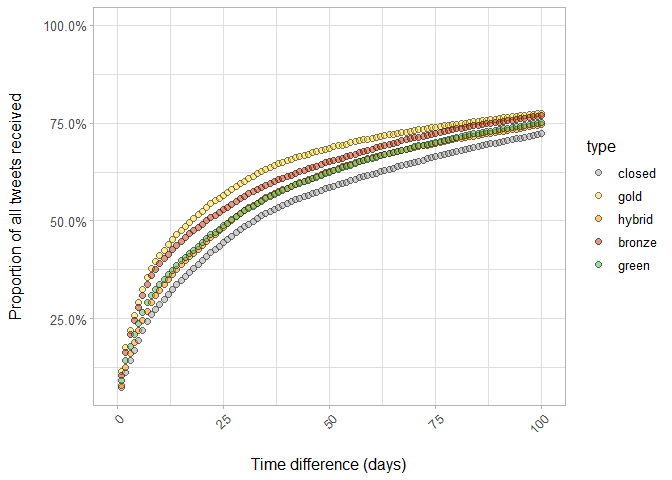 100.0%
75.0%
50.0%
25.0%
Proportion of all tweets received
0
25
50
75
100
Time difference (days)
type
closed
gold
hybrid
bronze
green